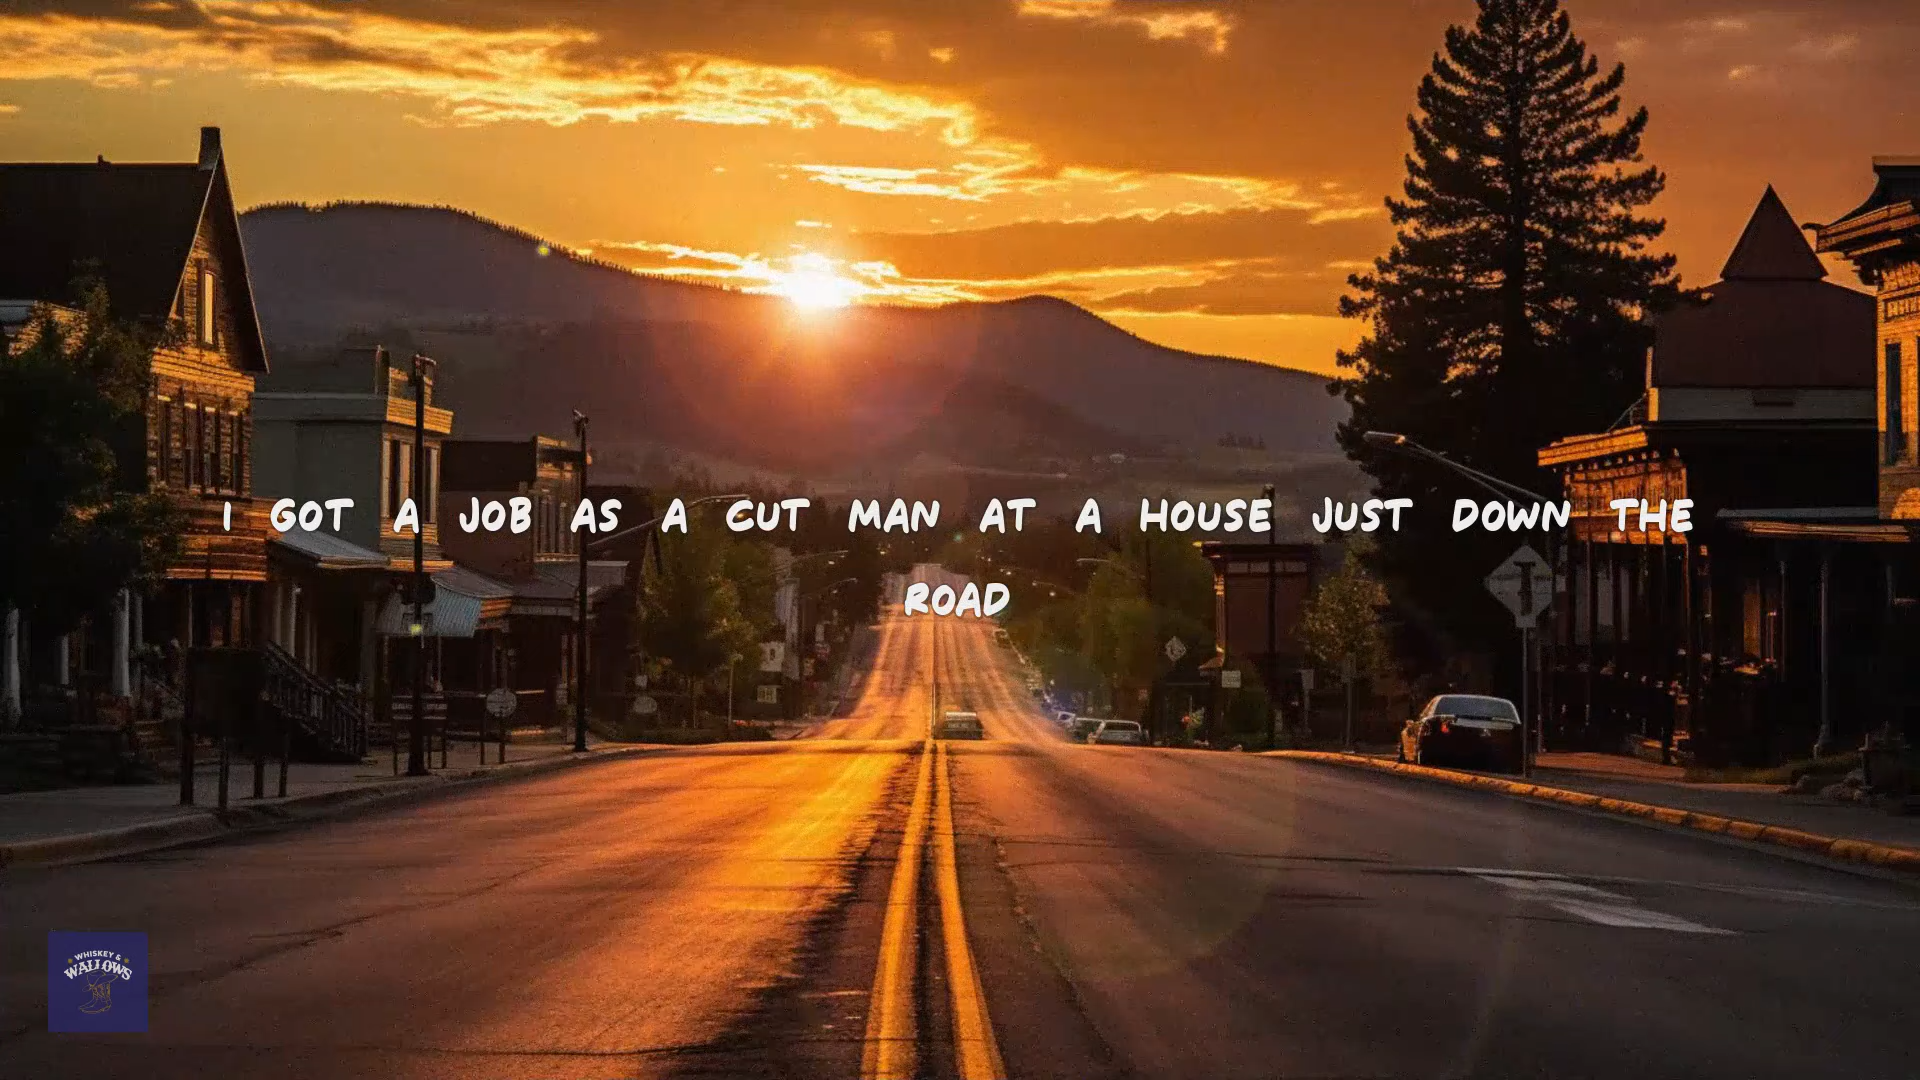 I GOT A JOB AS A CUT MAN AT A HOUSE JUST DOWN THE
ROAD
WHISKEY &
WALLOWS